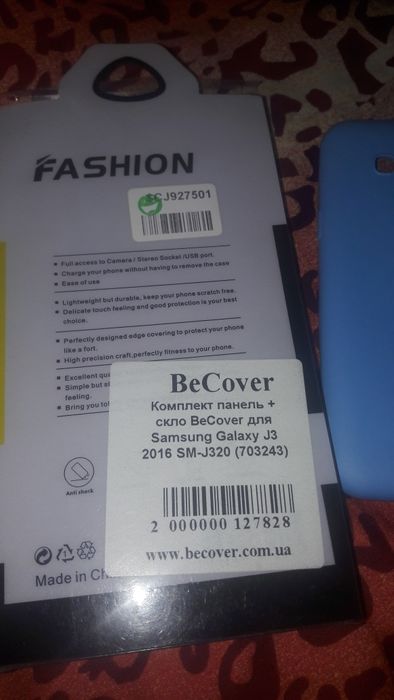 FASHION
SCJ927501
Full access to Camera / Stereo Socket /USB port.
Charge your phone without having to remove the case
Ease of use
Lightweight but durable, keep your phone scratch free.
Delicate touch feeling and good protection is your best
choice.
Perfectly designed edge covering to protect your phone
like a fort.
High precision craft,perfectly fitness to your phone.
Excellent
Simple but
feeling.
Bring you
BeCover
Комплект панель +
скло BeCover для
Samsung Galaxy J3
2016 SM-J320 (703243)
2 000000 127828
www.becover.com.ua
Anti shock
Made in